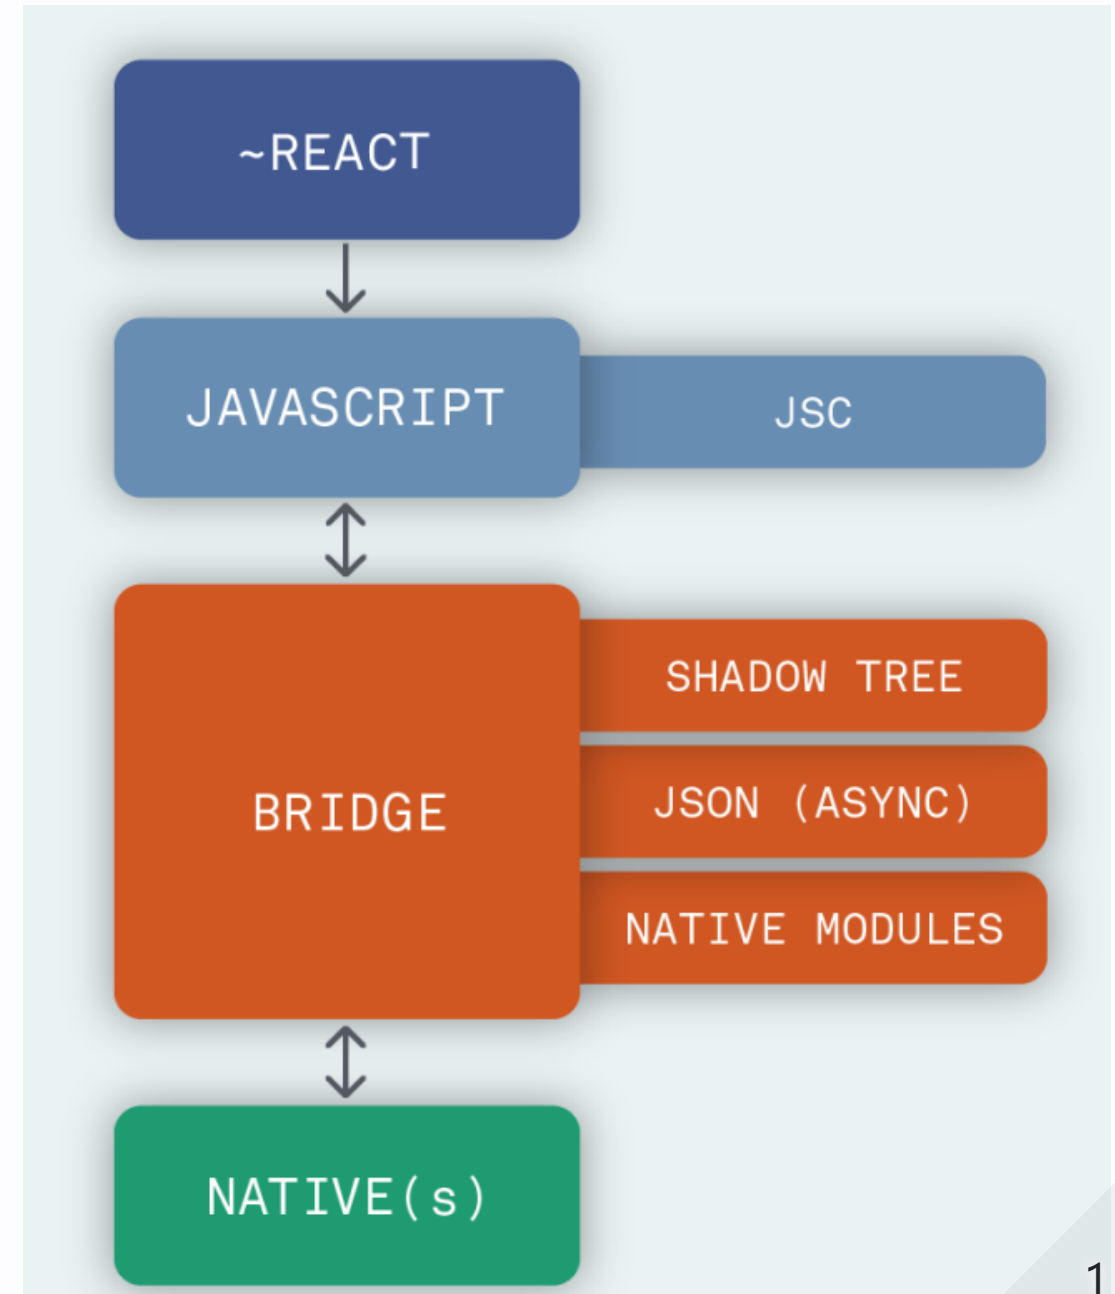 ~REACT
JAVASCRIPT
JSC
BRIDGE
SHADOW TREE
JSON (ASYNC)
NATIVE MODULES
NATIVE(s)
1